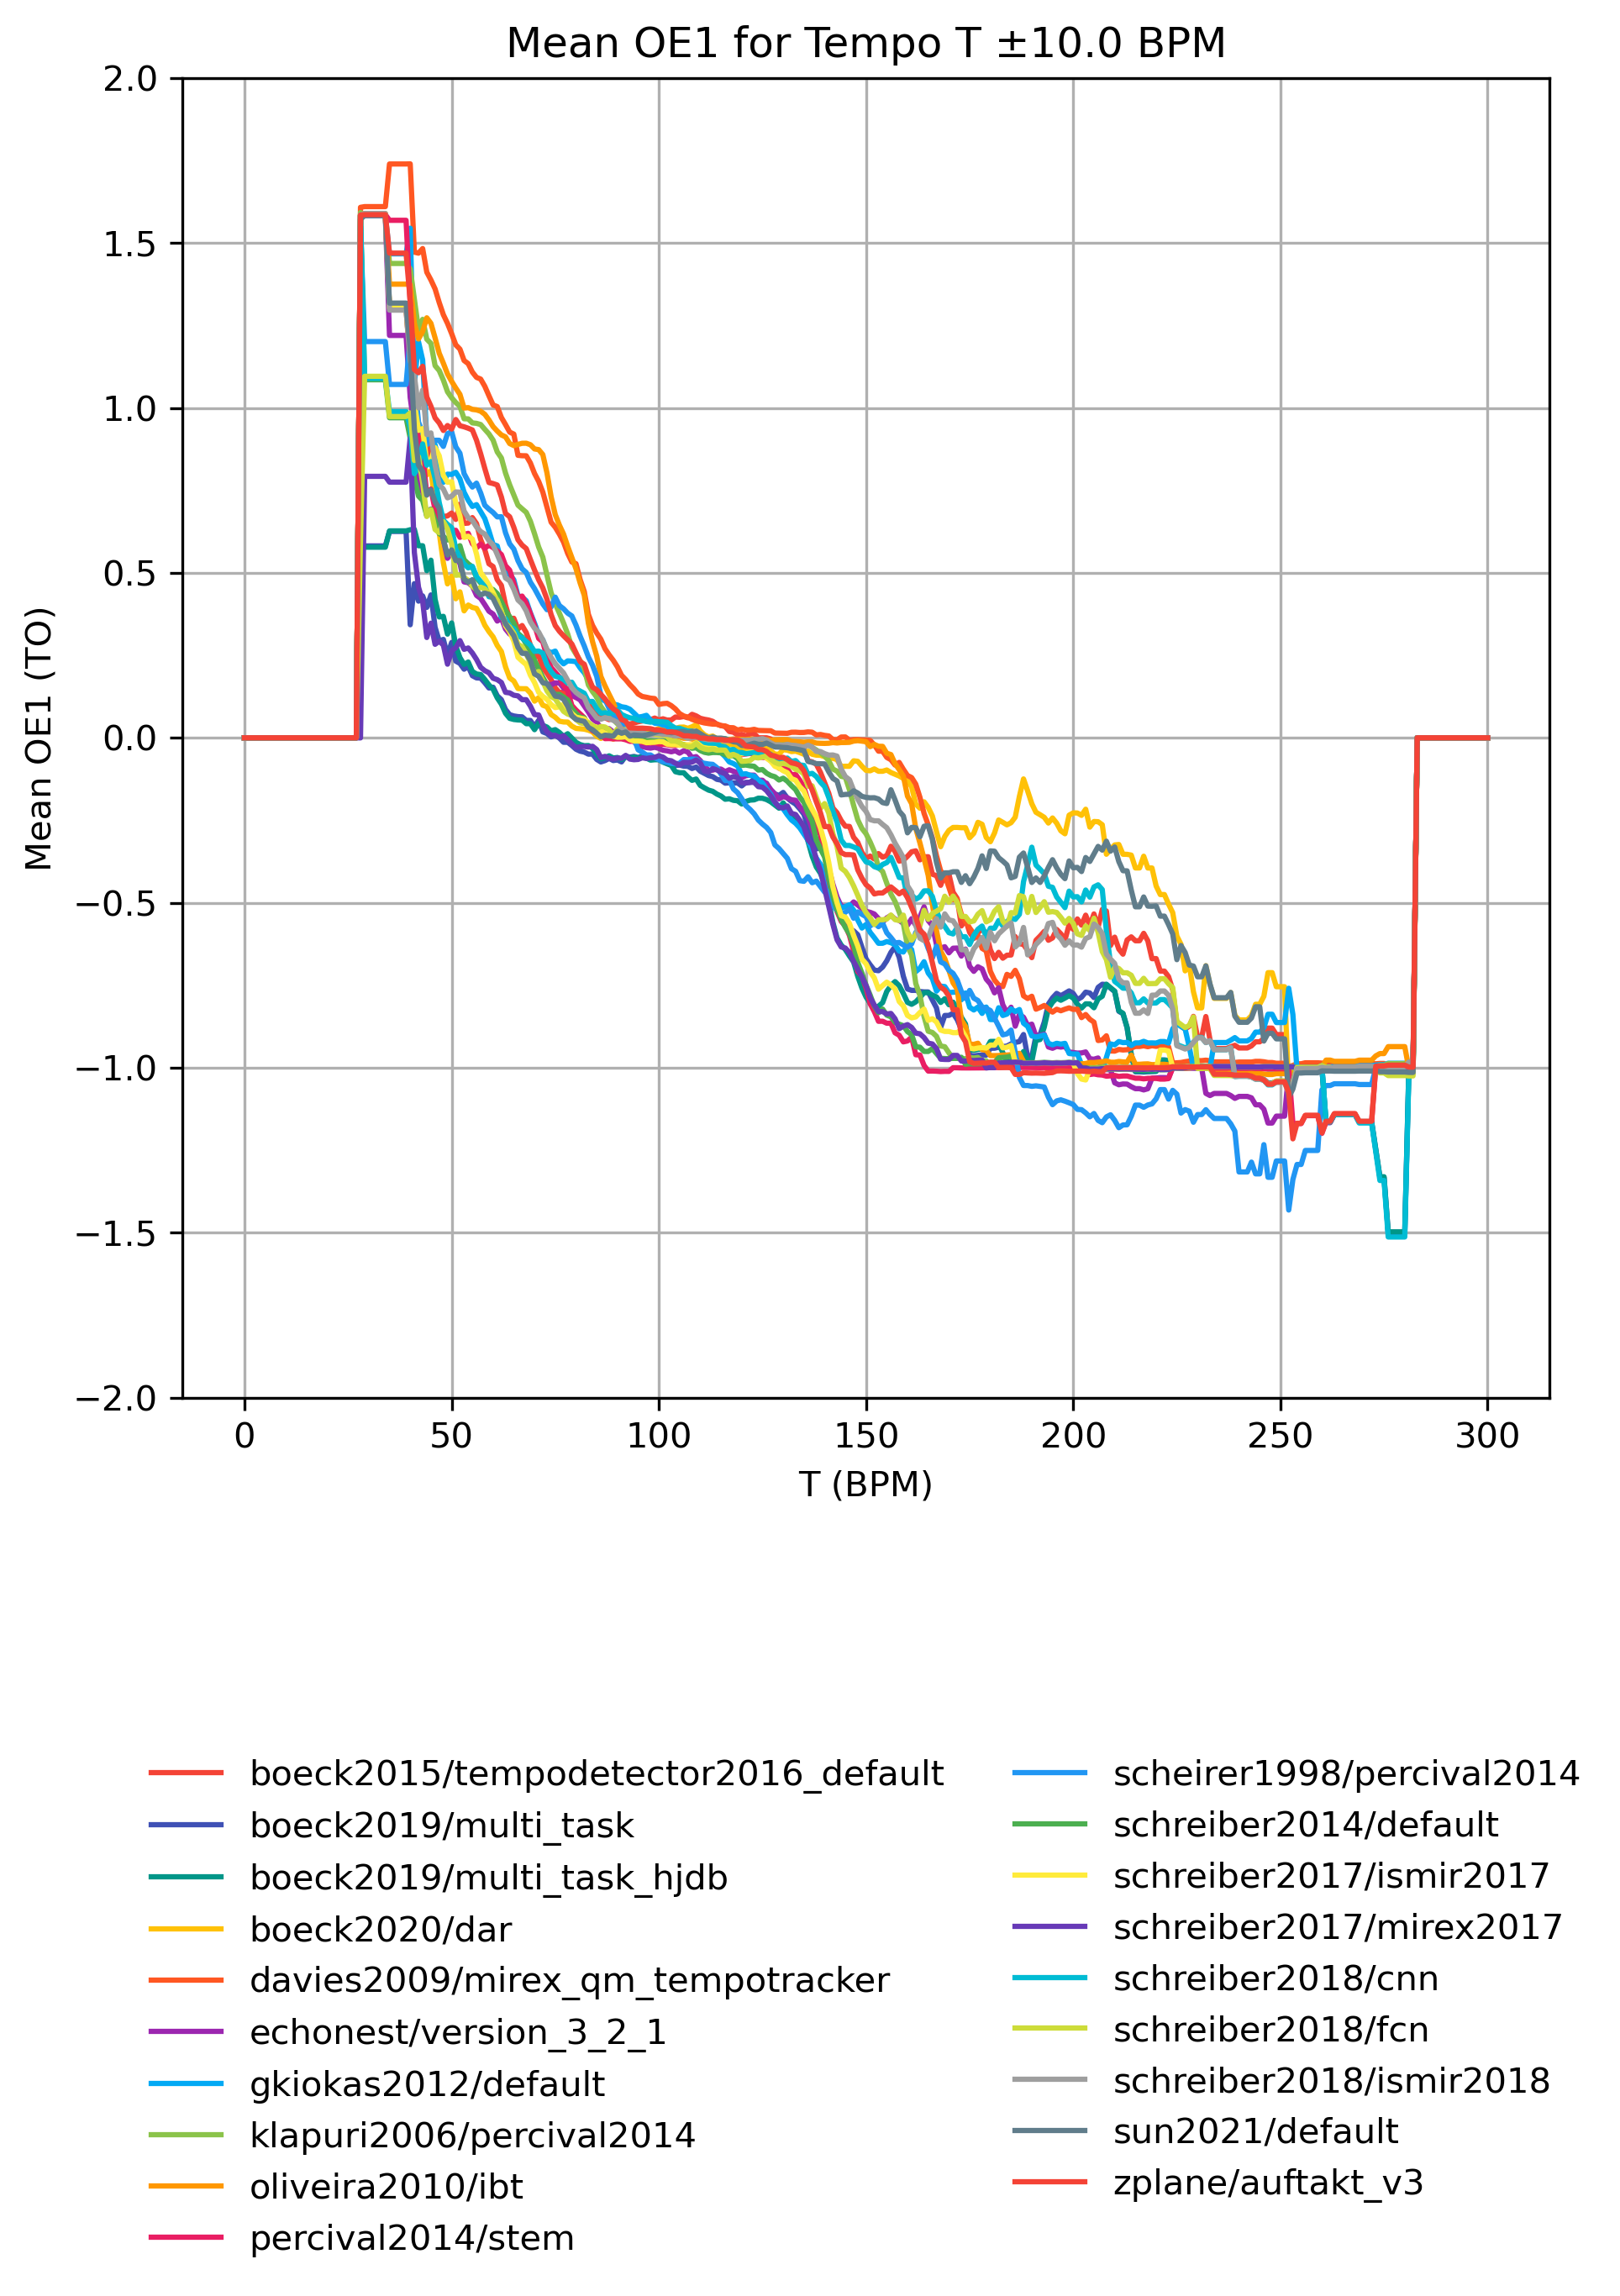 Mean OE1 for Tempo T ±10.0 BPM
2.0
1.5
1.0
0.5
0.0
−0.5
−1.0
−1.5
−2.0
Mean OE1 (TO)
0 50 100 150 200 250 300
T (BPM)
boeck2015/tempodetector2016_default
boeck2019/multi_task
boeck2019/multi_task_hjdb
boeck2020/dar
davies2009/mirex_qm_tempotracker
echonest/version_3_2_1
gkiokas2012/default
klapuri2006/percival2014
oliveira2010/ibt
percival2014/stem
scheirer1998/percival2014
schreiber2014/default
schreiber2017/ismir2017
schreiber2017/mirex2017
schreiber2018/cnn
schreiber2018/fcn
schreiber2018/ismir2018
sun2021/default
zplane/auftakt_v3